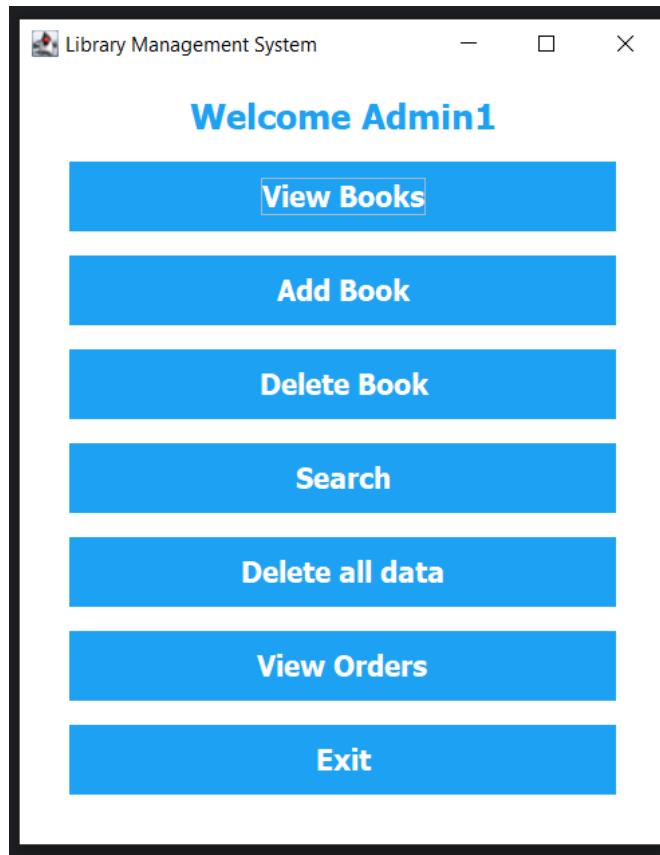 Library Management System
Welcome Admin1
View Books
Add Book
Delete Book
Search
Delete all data
View Orders
Exit